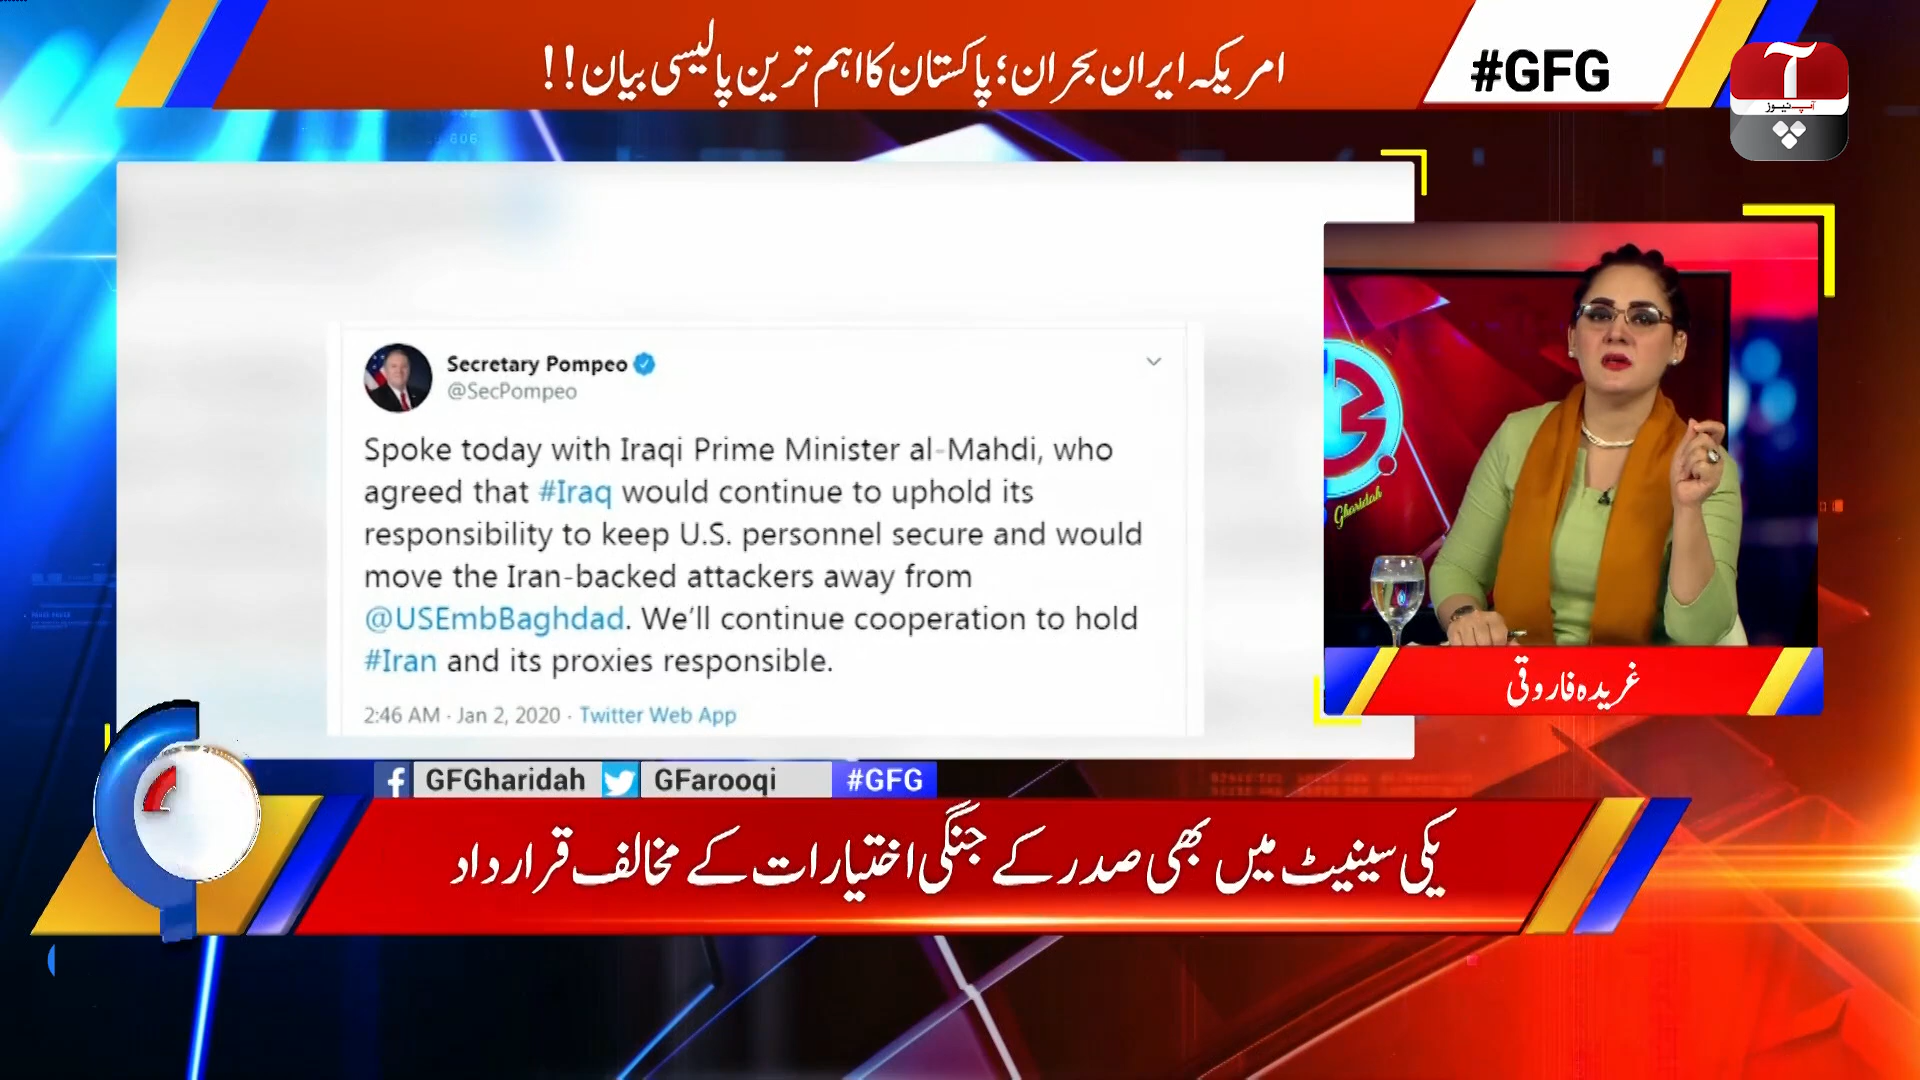 امریکہ ایران بحران؛ پاکستان کا اہم ترین پالیسی بیان!!
#GFG
آپ نیوز
Secretary Pompeo
@SecPompeo
Spoke today with Iraqi Prime Minister al-Mahdi, who
agreed that #Iraq would continue to uphold its
responsibility to keep U.S. personnel secure and would
move the Iran-backed attackers away from
@USEmbBaghdad. We'll continue cooperation to hold
#Iran and its proxies responsible.
2:46 AM · Jan 2, 2020 · Twitter Web App
Gharidah
غریدہ فاروقی
GFGharidah
GFarooqi
#GFG
یکی سینیٹ میں بھی صدر کے جنگی اختیارات کے مخالف قرارداد